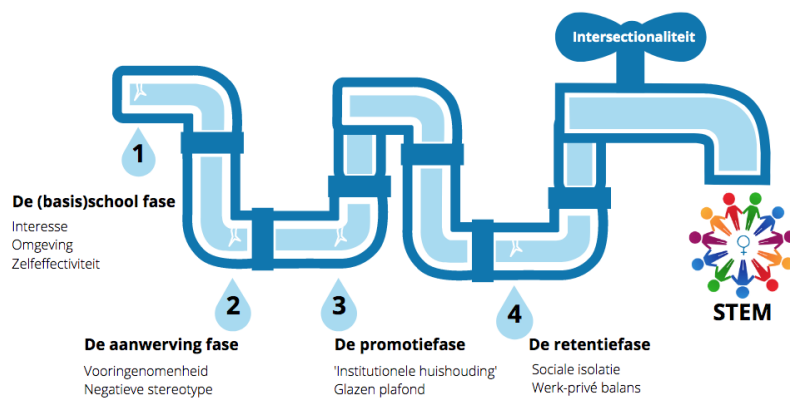 Intersectionaliteit
1
De (basis)school fase
Interesse
Omgeving
Zelfeffectiviteit
2
De aanwerving fase
Vooringenomenheid
Negatieve stereotype
3
De promotiefase
'Institutionele huishouding'
Glazen plafond
4
De retentiefase
Sociale isolatie
Werk-privé balans
STEM